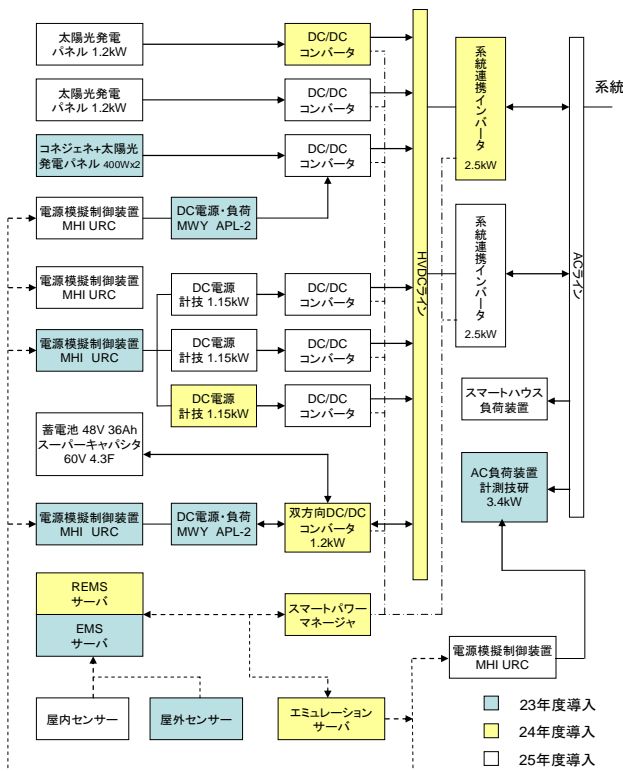 太陽光発電
パネル 1.2kW
DC/DC
コンバータ
太陽光発電
パネル 1.2kW
DC/DC
コンバータ
コネジェネ+太陽光
発電パネル 400Wx2
DC/DC
コンバータ
電源模擬制御装置
MHI URC
DC電源・負荷
MWY APL-2
電源模擬制御装置
MHI URC
DC電源
計技 1.15kW
DC/DC
コンバータ
電源模擬制御装置
MHI URC
DC電源
計技 1.15kW
DC/DC
コンバータ
DC電源
計技 1.15kW
DC/DC
コンバータ
蓄電池 48V 36Ah
スーパーキャパシタ
60V 4.3F
電源模擬制御装置
MHI URC
DC電源・負荷
MWY APL-2
双方向DC/DC
コンバータ
1.2kW
HVDCライン
系統連携インバータ
2.5kW
系統連携インバータ
2.5kW
ACライン
系統
スマートハウス
負荷装置
AC負荷装置
計測技研
3.4kW
REMS
サーバ
EMS
サーバ
スマートパワー
マネージャ
電源模擬制御装置
MHI URC
屋内センサー
屋外センサー
エミュレーション
サーバ
23年度導入
24年度導入
25年度導入